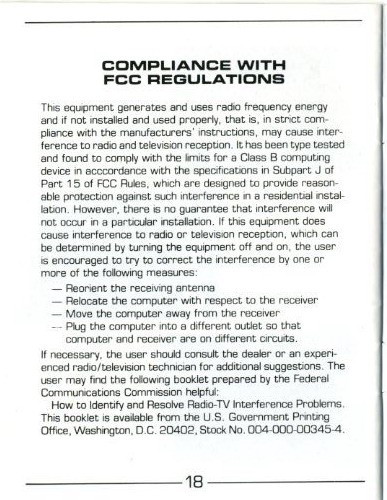 COMPLIANCE WITH
FCC REGULATIONS
This equipment generates and uses radio frequency energy
and if not installed and used properly, that is, in strict com-
pliance with the manufacturers' instructions, may cause inter-
ference to radio and television reception. It has been type tested
and found to comply with the limits for a Class B computing
device in acccordance with the specifications in Subpart J of
Part 15 of FCC Rules, which are designed to provide reason-
able protection against such interference in a residential instal-
lation. However, there is no guarantee that interference will
not occur in a particular installation. If this equipment does
cause interference to radio or television reception, which can
be determined by turning the equipment off and on, the user
is encouraged to try to correct the interference by one or
more of the following measures:
— Reorient the receiving antenna
— Relocate the computer with respect to the receiver
— Move the computer away from the receiver
— Plug the computer into a different outlet so that
computer and receiver are on different circuits.
If necessary, the user should consult the dealer or an experi-
enced radio/television technician for additional suggestions. The
user may find the following booklet prepared by the Federal
Communications Commission helpful:
How to Identify and Resolve Radio-TV Interference Problems.
This booklet is available from the U.S. Government Printing
Office, Washington, D.C. 20402, Stock No. 004-000-00345-4.
18